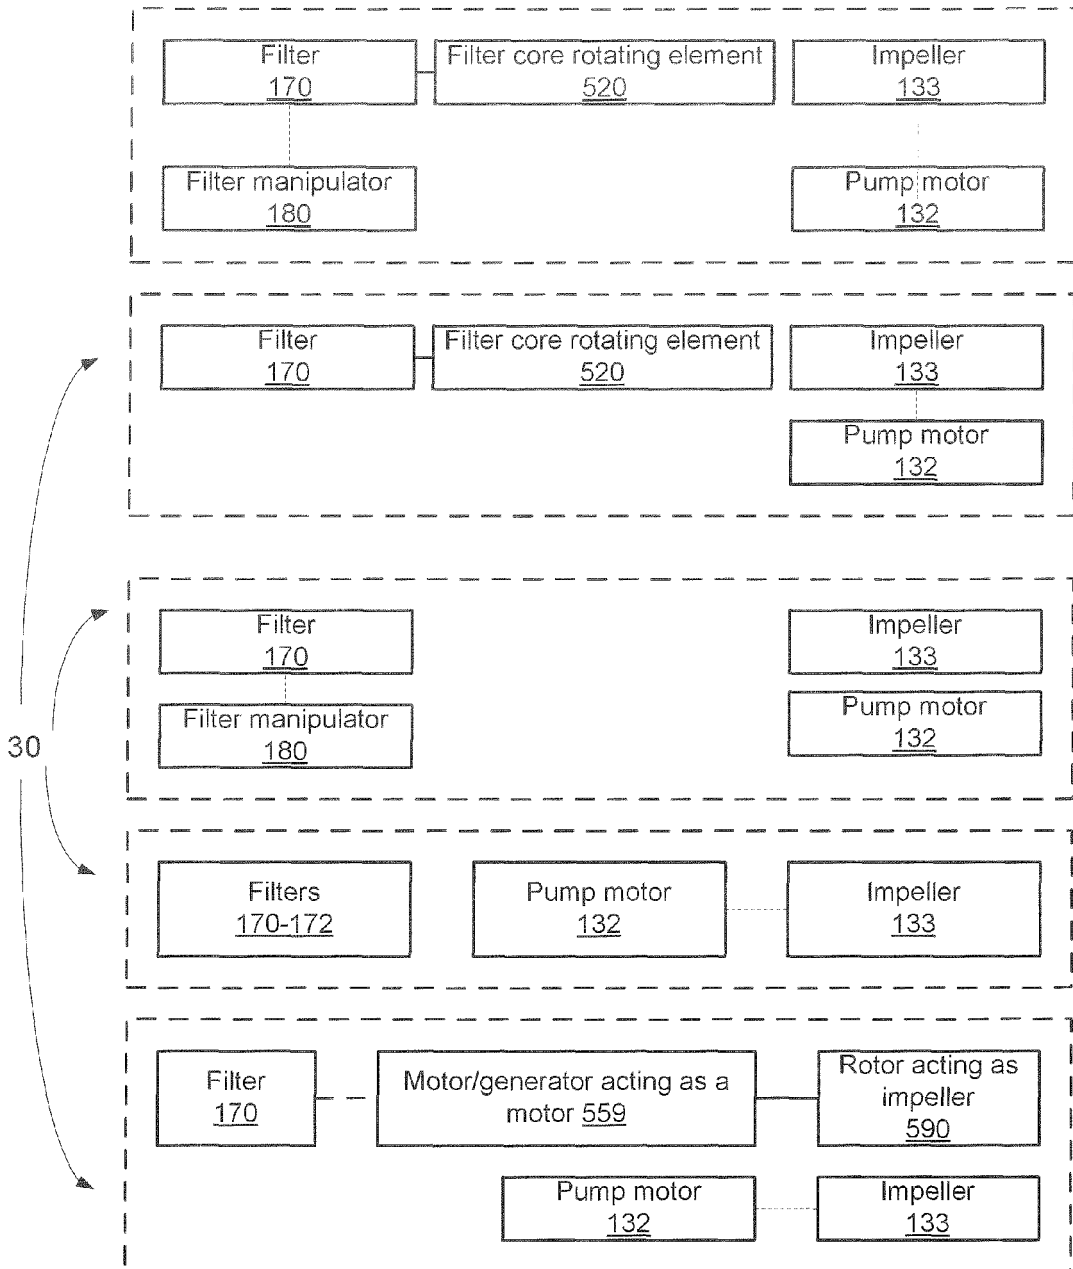 Filter
170
Filter core rotating element
520
Impeller
133
Filter manipulator
180
Pump motor
132
Filter
170
Filter core rotating element
520
Impeller
133
Pump motor
132
30
Filter
170
Impeller
133
Filter manipulator
180
Pump motor
132
Filters
170-172
Pump motor
132
Impeller
133
Filter
170
Motor/generator acting as a
motor 559
Rotor acting as
impeller
590
Pump motor
132
Impeller
133